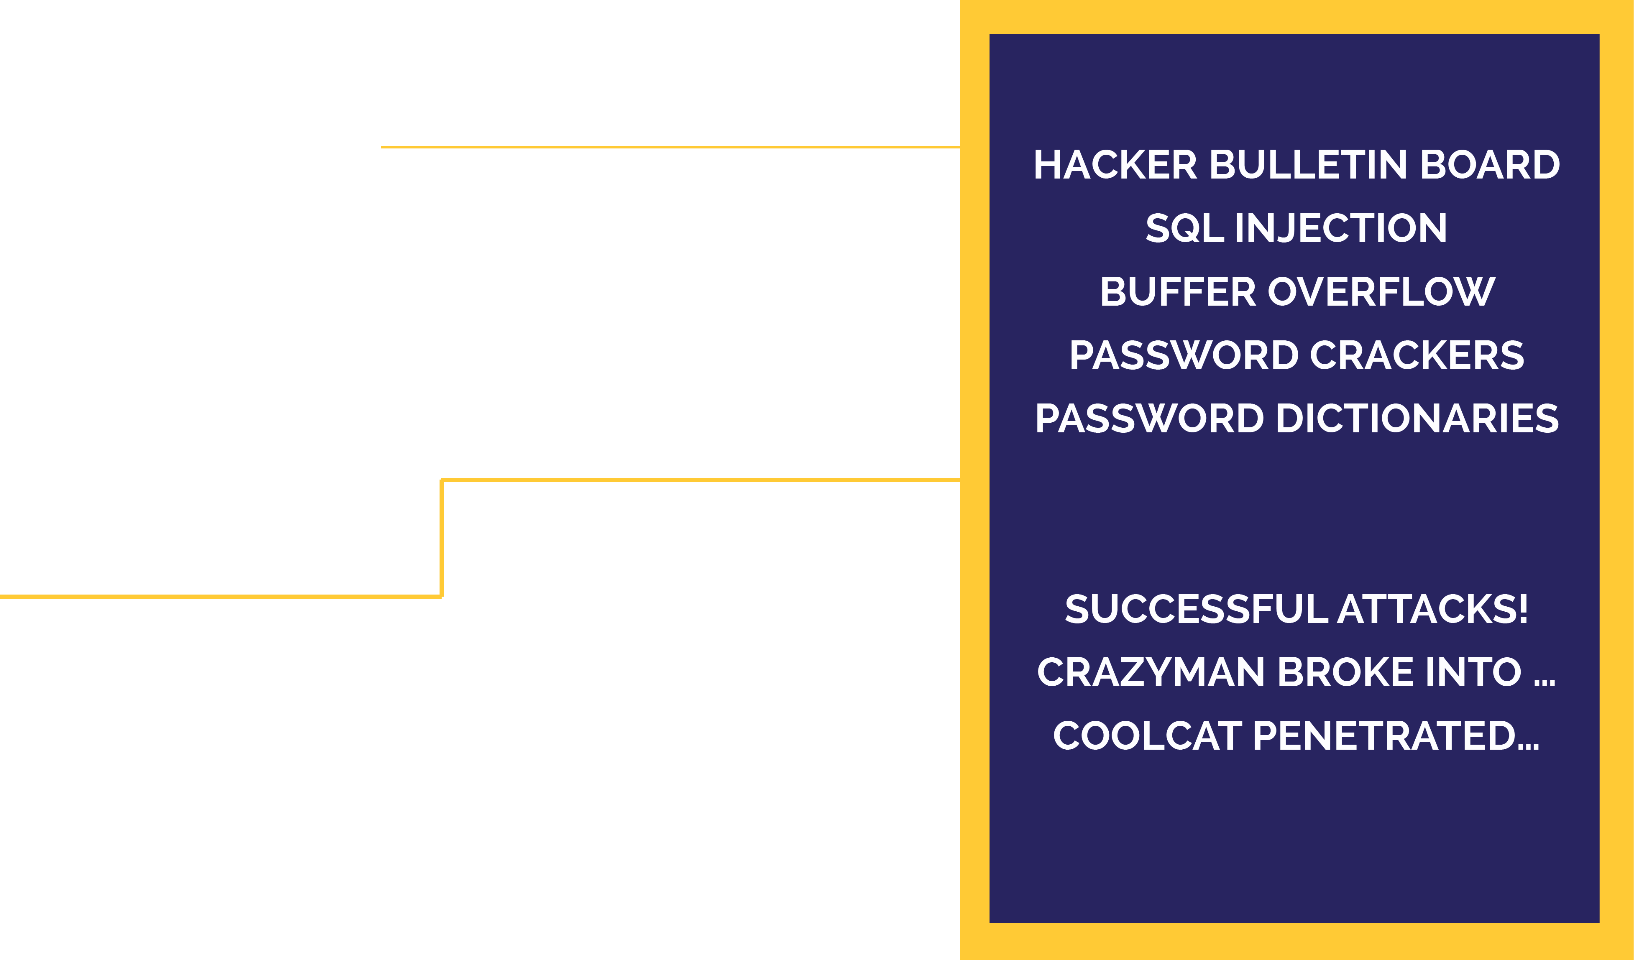 HACKER BULLETIN BOARD
SQL INJECTION
BUFFER OVERFLOW
PASSWORD CRACKERS
PASSWORD DICTIONARIES
SUCCESSFUL ATTACKS!
CRAZYMAN BROKE INTO ...
COOLCAT PENETRATED...